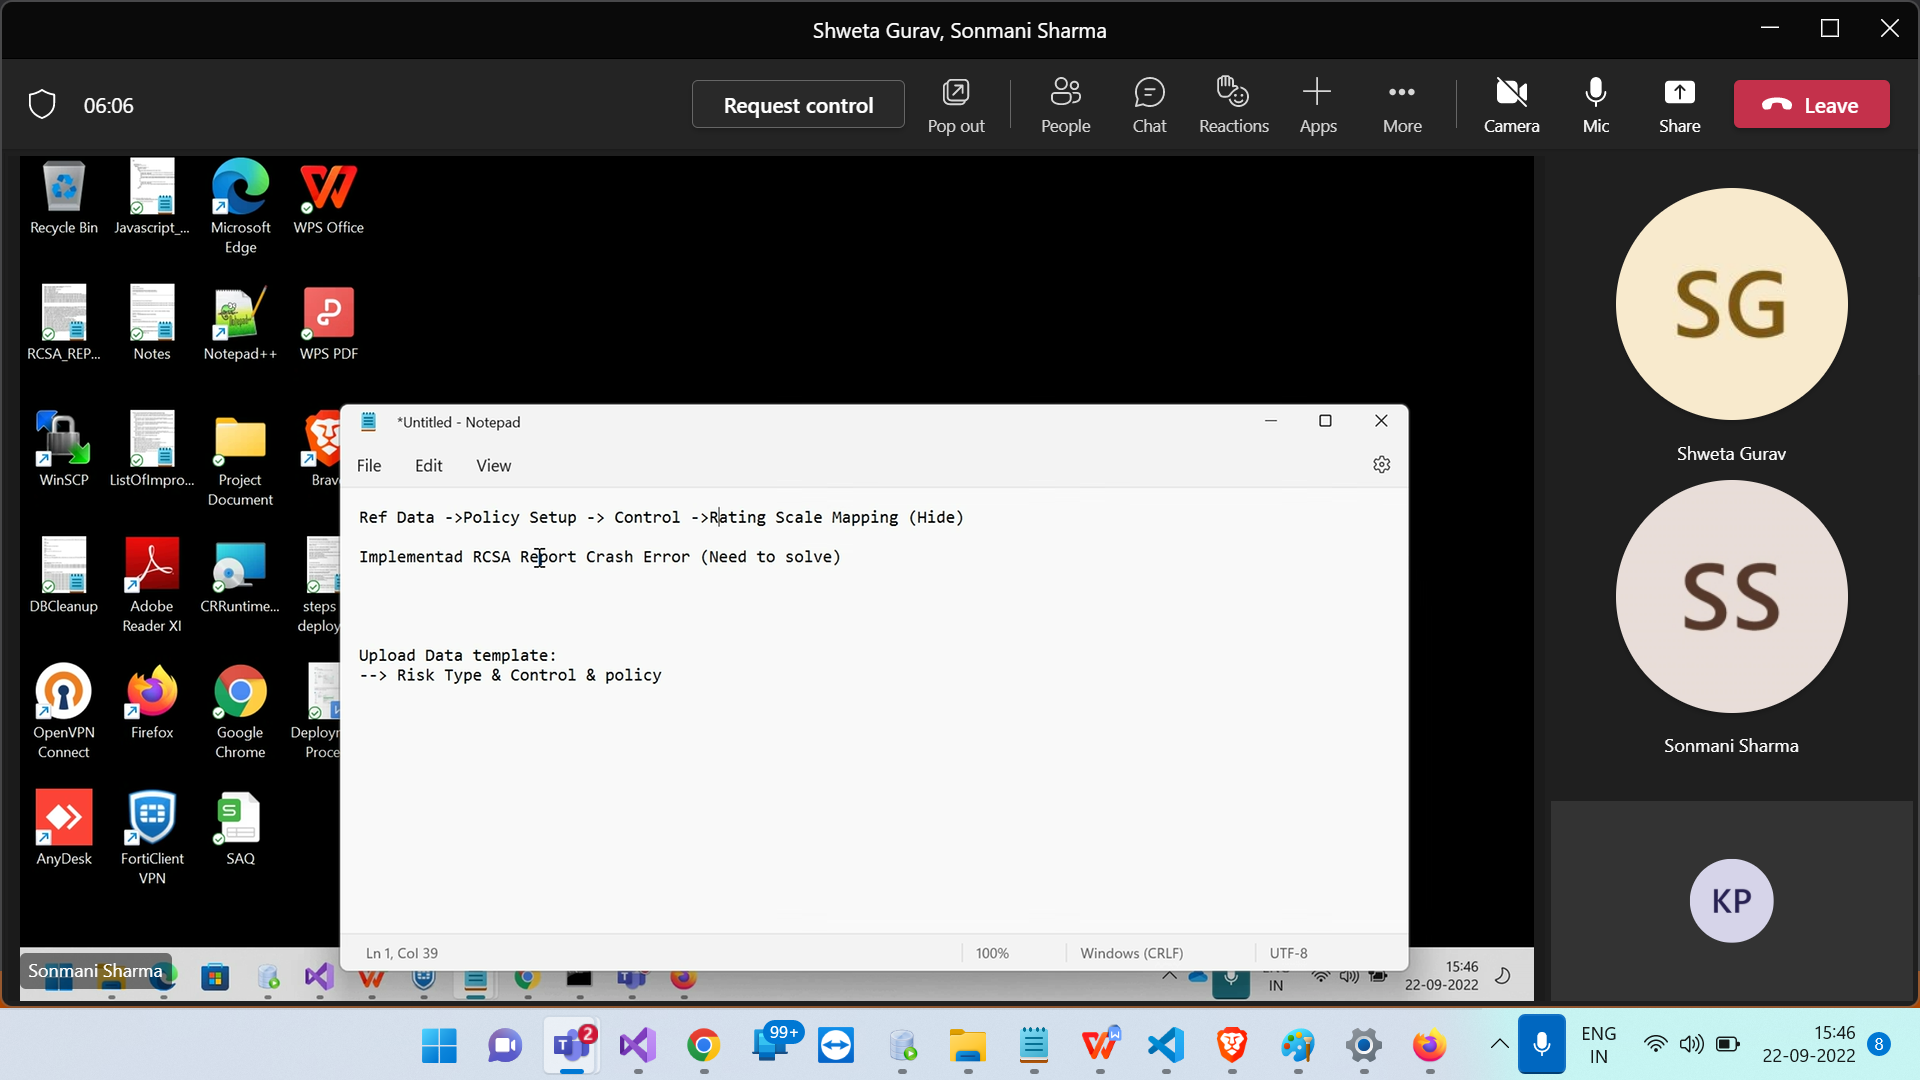 Shweta Gurav, Sonmani Sharma
06:06
Request control
Pop out
People
Chat
Reactions
Apps
More
Camera
Mic
Share
Leave
Recycle Bin
Javascript_...
Microsoft
Edge
WPS Office
RCSA_REP...
Notes
Notepad++
WPS PDF
WinSCP
ListOfImpro...
Project
Document
Brav
DBCleanup
Adobe
Reader XI
CRRuntime...
steps
deploy
OpenVPN
Connect
Firefox
Google
Chrome
Deployn
Proce
AnyDesk
FortiClient
VPN
SAQ
*Untitled - Notepad
File
Edit
View
Ref Data ->Policy Setup -> Control ->Rating Scale Mapping (Hide)
Implementad RCSA Report Crash Error (Need to solve)
Upload Data template:
--> Risk Type & Control & policy
Ln 1, Col 39
100%
Windows (CRLF)
UTF-8
SG
Shweta Gurav
SS
Sonmani Sharma
KP
Sonmani Sharma
ENG
IN
15:46
22-09-2022
2
99+
ENG
IN
15:46
22-09-2022
8